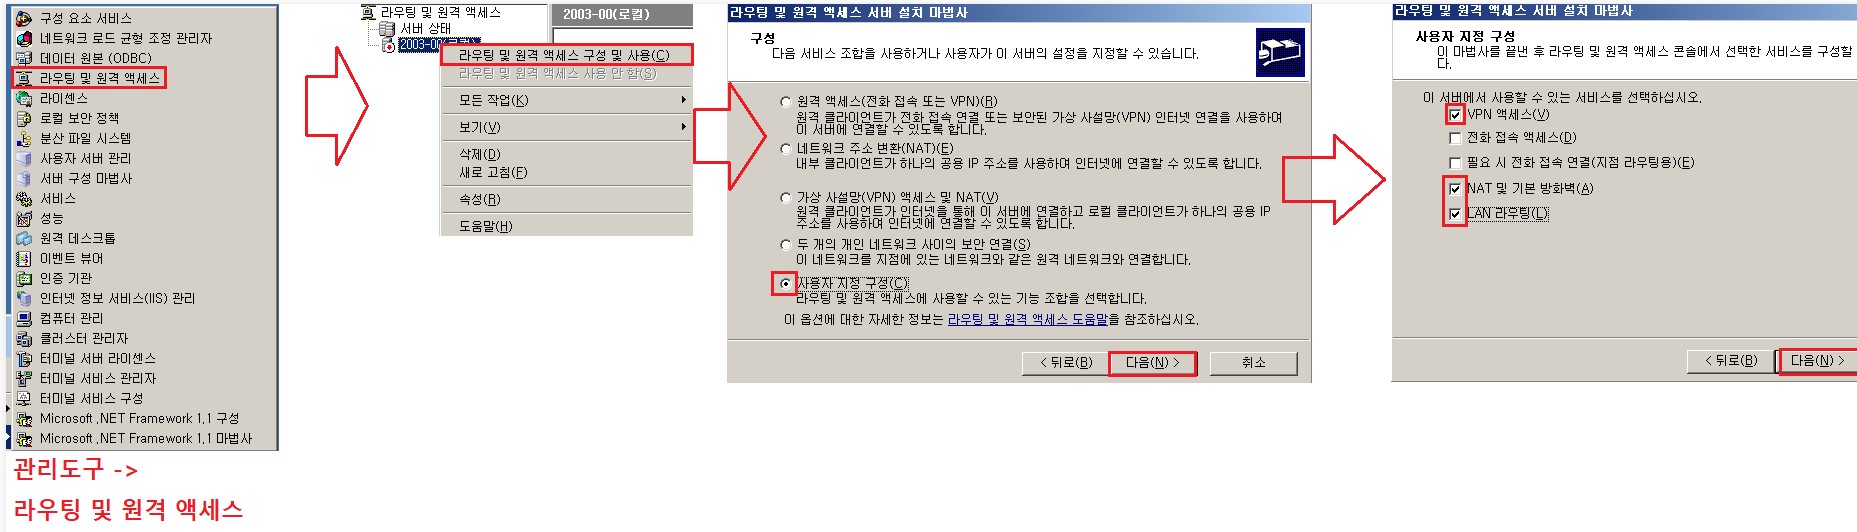 구성 요소 서비스
네트워크 로드 균형 조정 관리자
데이터 원본 (ODBC)
라우팅 및 원격 액세스
라이센스
로컬 보안 정책
분산 파일 시스템
사용자 서버 관리
서버 구성 마법사
서비스
성능
원격 데스크톱
이벤트 뷰어
인증 기관
인터넷 정보 서비스(IIS) 관리
컴퓨터 관리
클러스터 관리자
터미널 서버 라이센스
터미널 서비스 관리자
터미널 서비스 구성
Microsoft .NET Framework 1.1 구성
Microsoft .NET Framework 1.1 마법사
관리도구 ->
라우팅 및 원격 액세스
라우팅 및 원격 액세스
서버 상태
2003-00(로컬)
2003-00(로컬)
라우팅 및 원격 액세스 구성 및 사용(C)
라우팅 및 원격 액세스 사용 안 함(S)
모든 작업(K)
보기(V)
삭제(D)
새로 고침(F)
속성(R)
도움말(H)
라우팅 및 원격 액세스 서버 설치 마법사
구성
다음 서비스 조합을 사용하거나 사용자가 이 서버의 설정을 지정할 수 있습니다.
원격 액세스(전화 접속 또는 VPN)(R)
원격 클라이언트가 전화 접속 연결 또는 보안된 가상 사설망(VPN) 인터넷 연결을 사용하여
이 서버에 연결할 수 있도록 합니다.
네트워크 주소 변환(NAT)(E)
내부 클라이언트가 하나의 공용 IP 주소를 사용하여 인터넷에 연결할 수 있도록 합니다.
가상 사설망(VPN) 액세스 및 NAT(V)
원격 클라이언트가 인터넷을 통해 이 서버에 연결하고 로컬 클라이언트가 하나의 공용 IP
주소를 사용하여 인터넷에 연결할 수 있도록 합니다.
두 개의 개인 네트워크 사이의 보안 연결(S)
이 네트워크를 지점에 있는 네트워크와 같은 원격 네트워크와 연결합니다.
사용자 지정 구성(C)
라우팅 및 원격 액세스에 사용할 수 있는 기능 조합을 선택합니다.
이 옵션에 대한 자세한 정보는 라우팅 및 원격 액세스 도움말을 참조하십시오.
< 뒤로(B)
다음(N) >
취소
라우팅 및 원격 액세스 서버 설치 마법사
사용자 지정 구성
이 마법사를 끝낸 후 라우팅 및 원격 액세스 콘솔에서 선택한 서비스를 구성할
다.
이 서버에서 사용할 수 있는 서비스를 선택하십시오.
VPN 액세스(V)
전화 접속 액세스(D)
필요 시 전화 접속 연결(지점 라우팅용)(E)
NAT 및 기본 방화벽(A)
LAN 라우팅(L)
< 뒤로(B)
다음(N) >